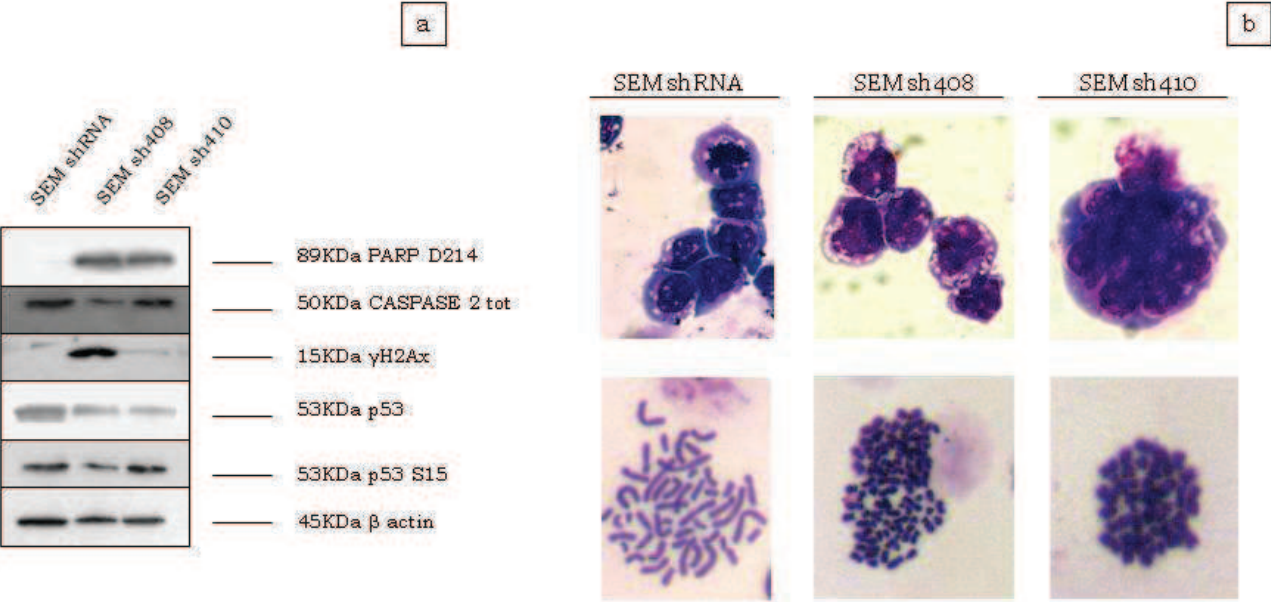 a
SEM shRNA
SEM sh408
SEM sh410
89KDa PARP D214
50KDa CASPASE 2 tot
15KDa γH2Ax
53KDa p53
53KDa p53 S15
45KDa β actin
b
SEM shRNA
SEM sh408
SEM sh410